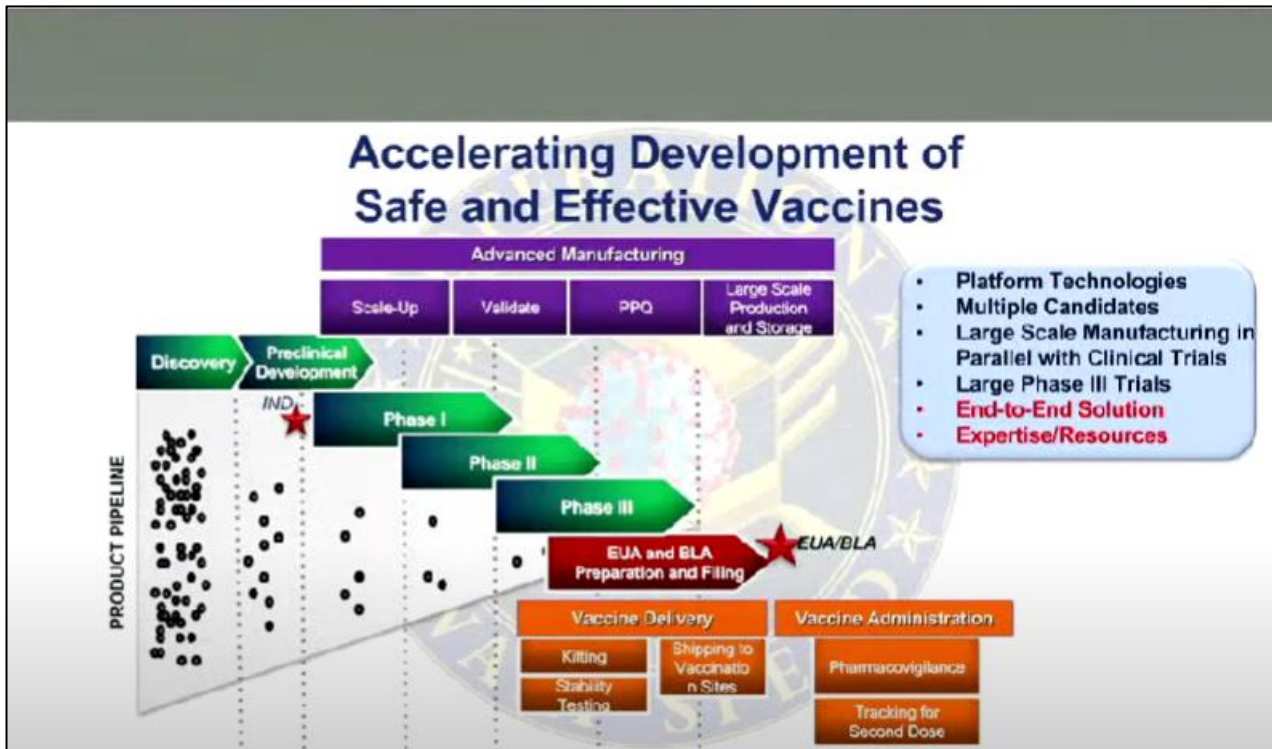 Accelerating Development of
Safe and Effective Vaccines
Advanced Manufacturing
Scale-Up
Validate
PPQ
Large Scale
Production
and Storage
Platform Technologies
Multiple Candidates
Large Scale Manufacturing in
Parallel with Clinical Trials
Large Phase III Trials
End-to-End Solution
Expertise/Resources
Discovery
Preclinical
Development
IND
Phase I
Phase II
Phase III
EUA and BLA
Preparation and Filing
EUA/BLA
PRODUCT PIPELINE
Vaccine Delivery
Kitting
Stability
Testing
Shipping to
Vaccinatio
n Sites
Vaccine Administration
Pharmacovigilance
Tracking for
Second Dose